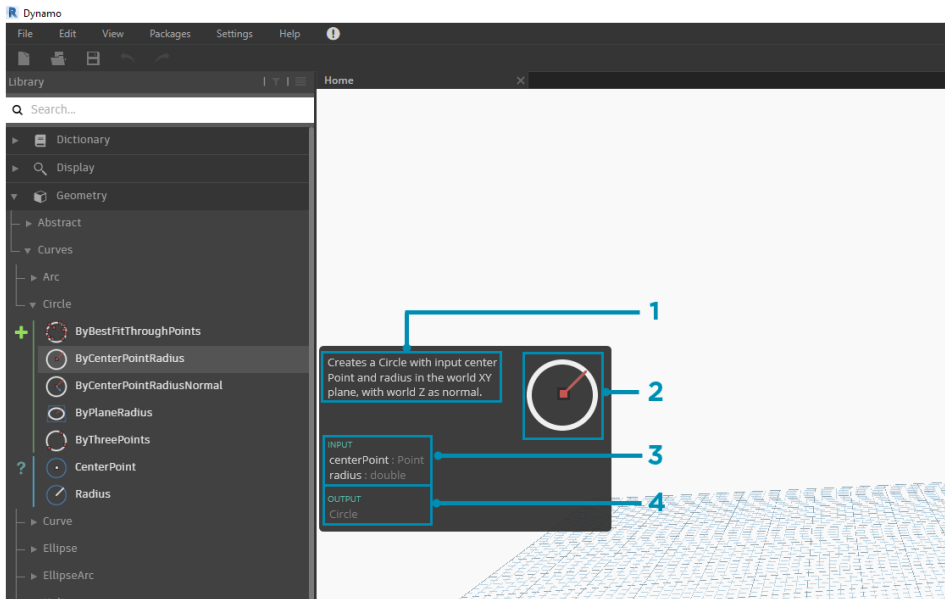 Dynamo
File Edit View Packages Settings Help
Library
Home
Search...
Dictionary
Display
Geometry
Abstract
Curves
Arc
Circle
ByBestFitThroughPoints
ByCenterPointRadius
ByCenterPointRadiusNormal
ByPlaneRadius
ByThreePoints
CenterPoint
Radius
Curve
Ellipse
EllipseArc
1
Creates a Circle with input center
Point and radius in the world XY
plane, with world Z as normal.
2
INPUT
centerPoint : Point
radius : double
3
OUTPUT
Circle
4